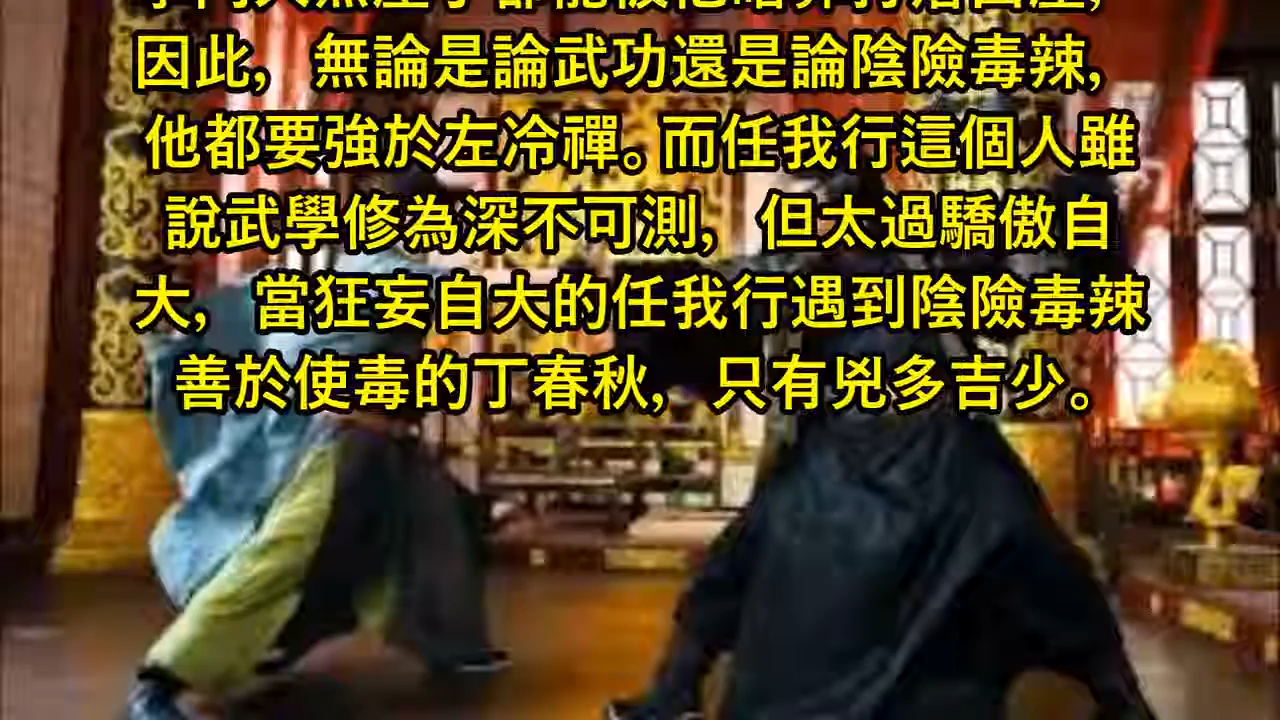 因此，無論是論武功還是論陰險毒辣，
他都要強於左冷禪。而任我行這個人雖
說武學修為深不可測，但太過驕傲自
大，當狂妄自大的任我行遇到陰險毒辣
善於使毒的丁春秋，只有兇多吉少。